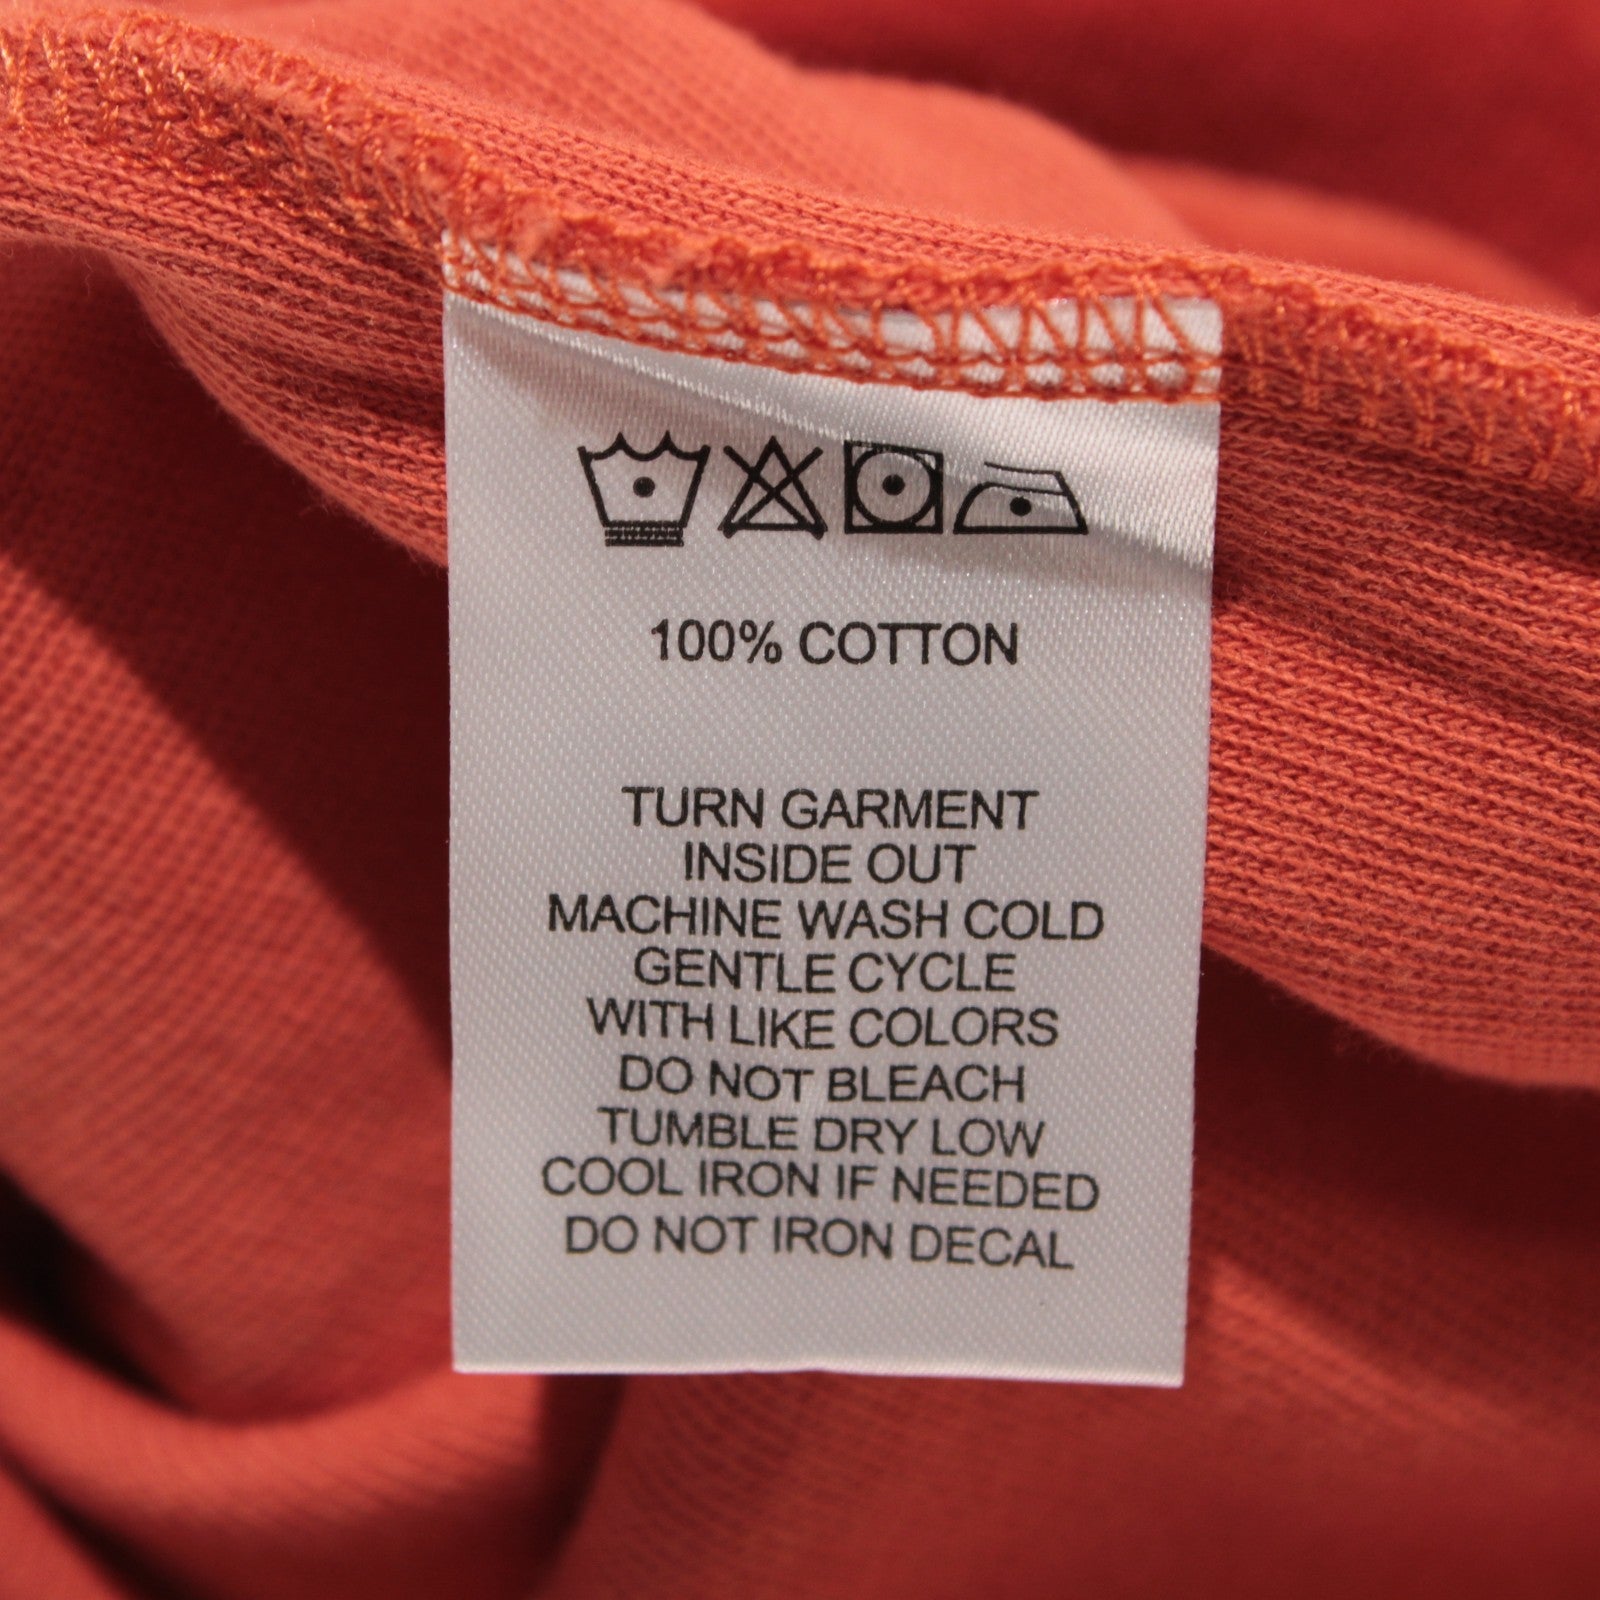 100% COTTON
TURN GARMENT
INSIDE OUT
MACHINE WASH COLD
GENTLE CYCLE
WITH LIKE COLORS
DO NOT BLEACH
TUMBLE DRY LOW
COOL IRON IF NEEDED
DO NOT IRON DECAL